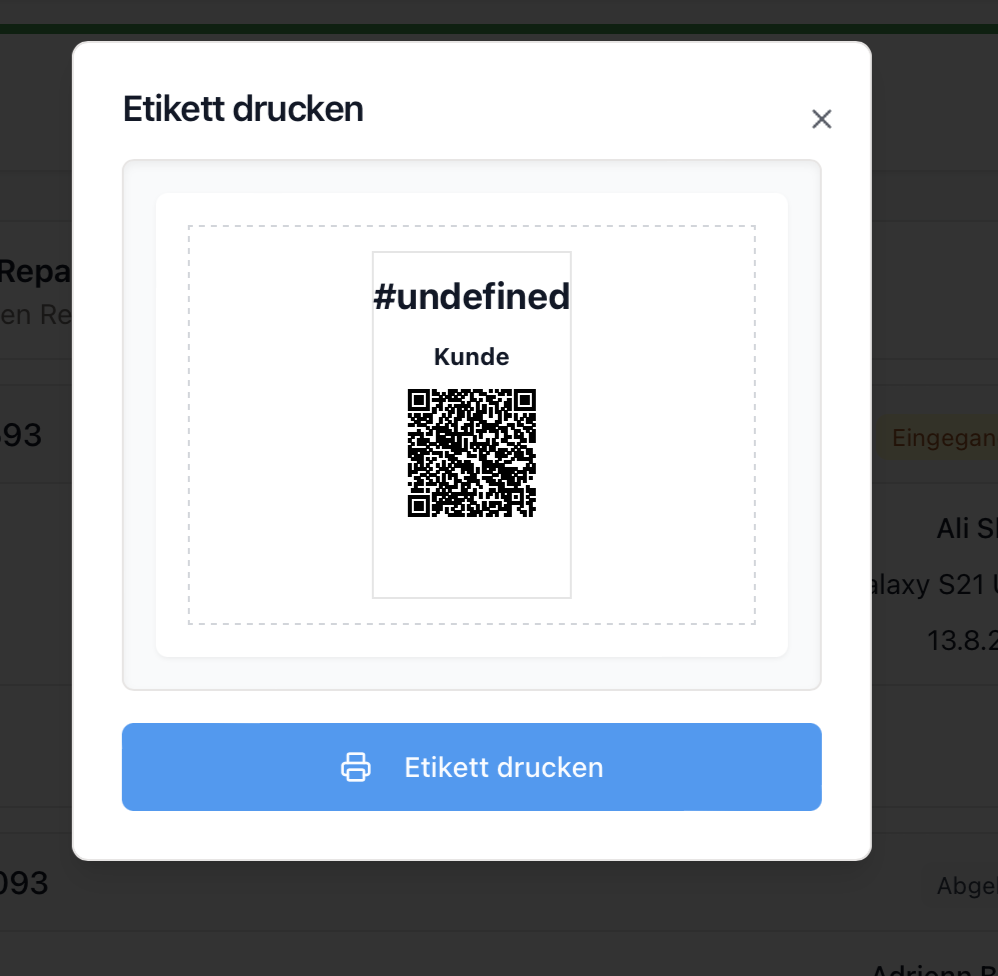 Etikett drucken
#undefined
Kunde
Etikett drucken
Repa
en Re
93
Eingegan
Ali S
alaxy S21 U
13.8.2
093
Abge
Adrienn B